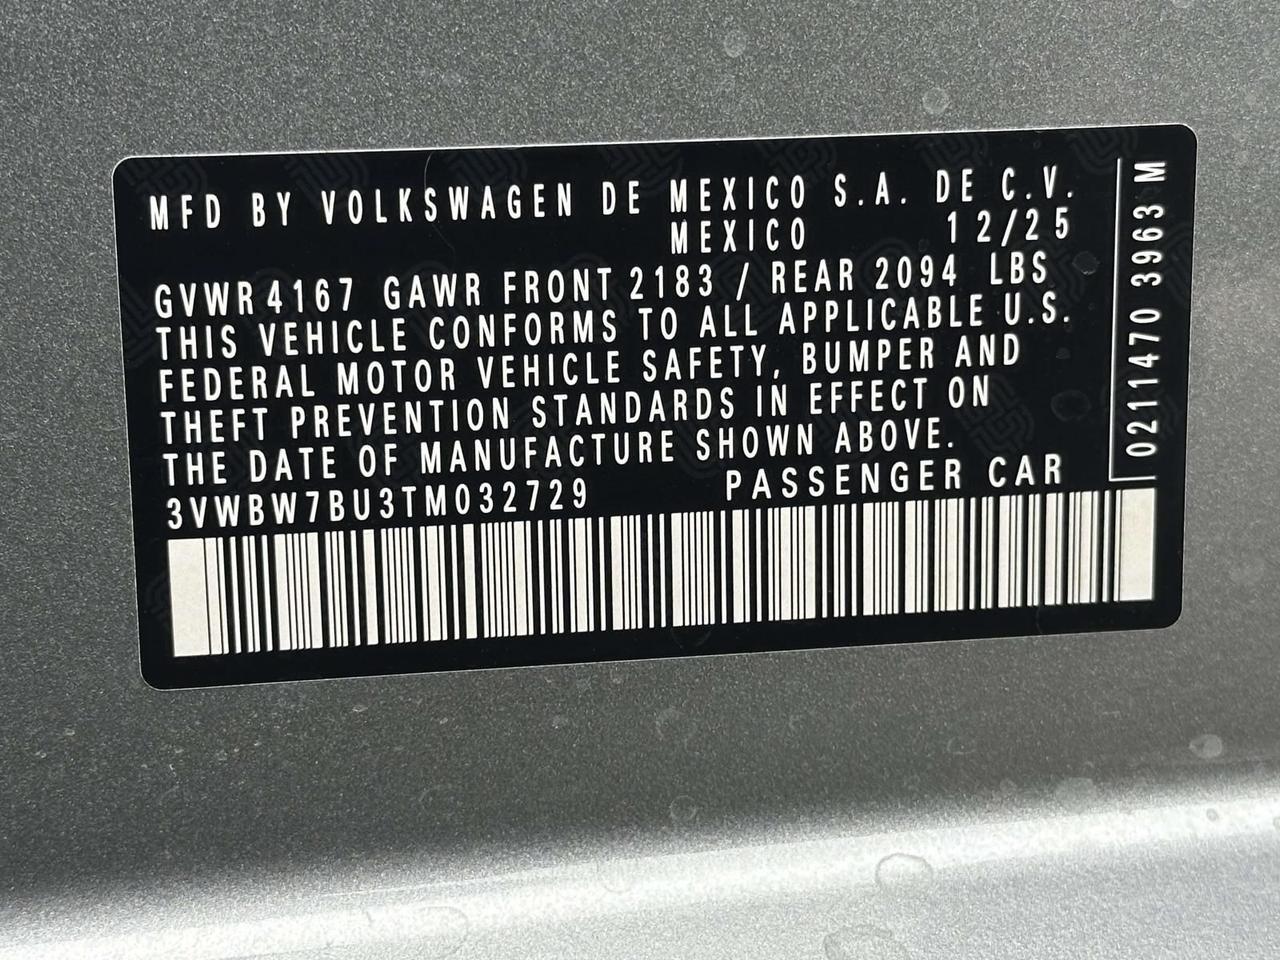 MFD BY VOLKSWAGEN DE MEXICO S.A. DE C.V.
MEXICO 12/25
GVWR 4167 GAWR FRONT 2183 / REAR 2094 LBS
THIS VEHICLE CONFORMS TO ALL APPLICABLE U.S.
FEDERAL MOTOR VEHICLE SAFETY, BUMPER AND
THEFT PREVENTION STANDARDS IN EFFECT ON
THE DATE OF MANUFACTURE SHOWN ABOVE.
3VWBW7BU3TM032729 PASSENGER CAR
0211470 3963 M